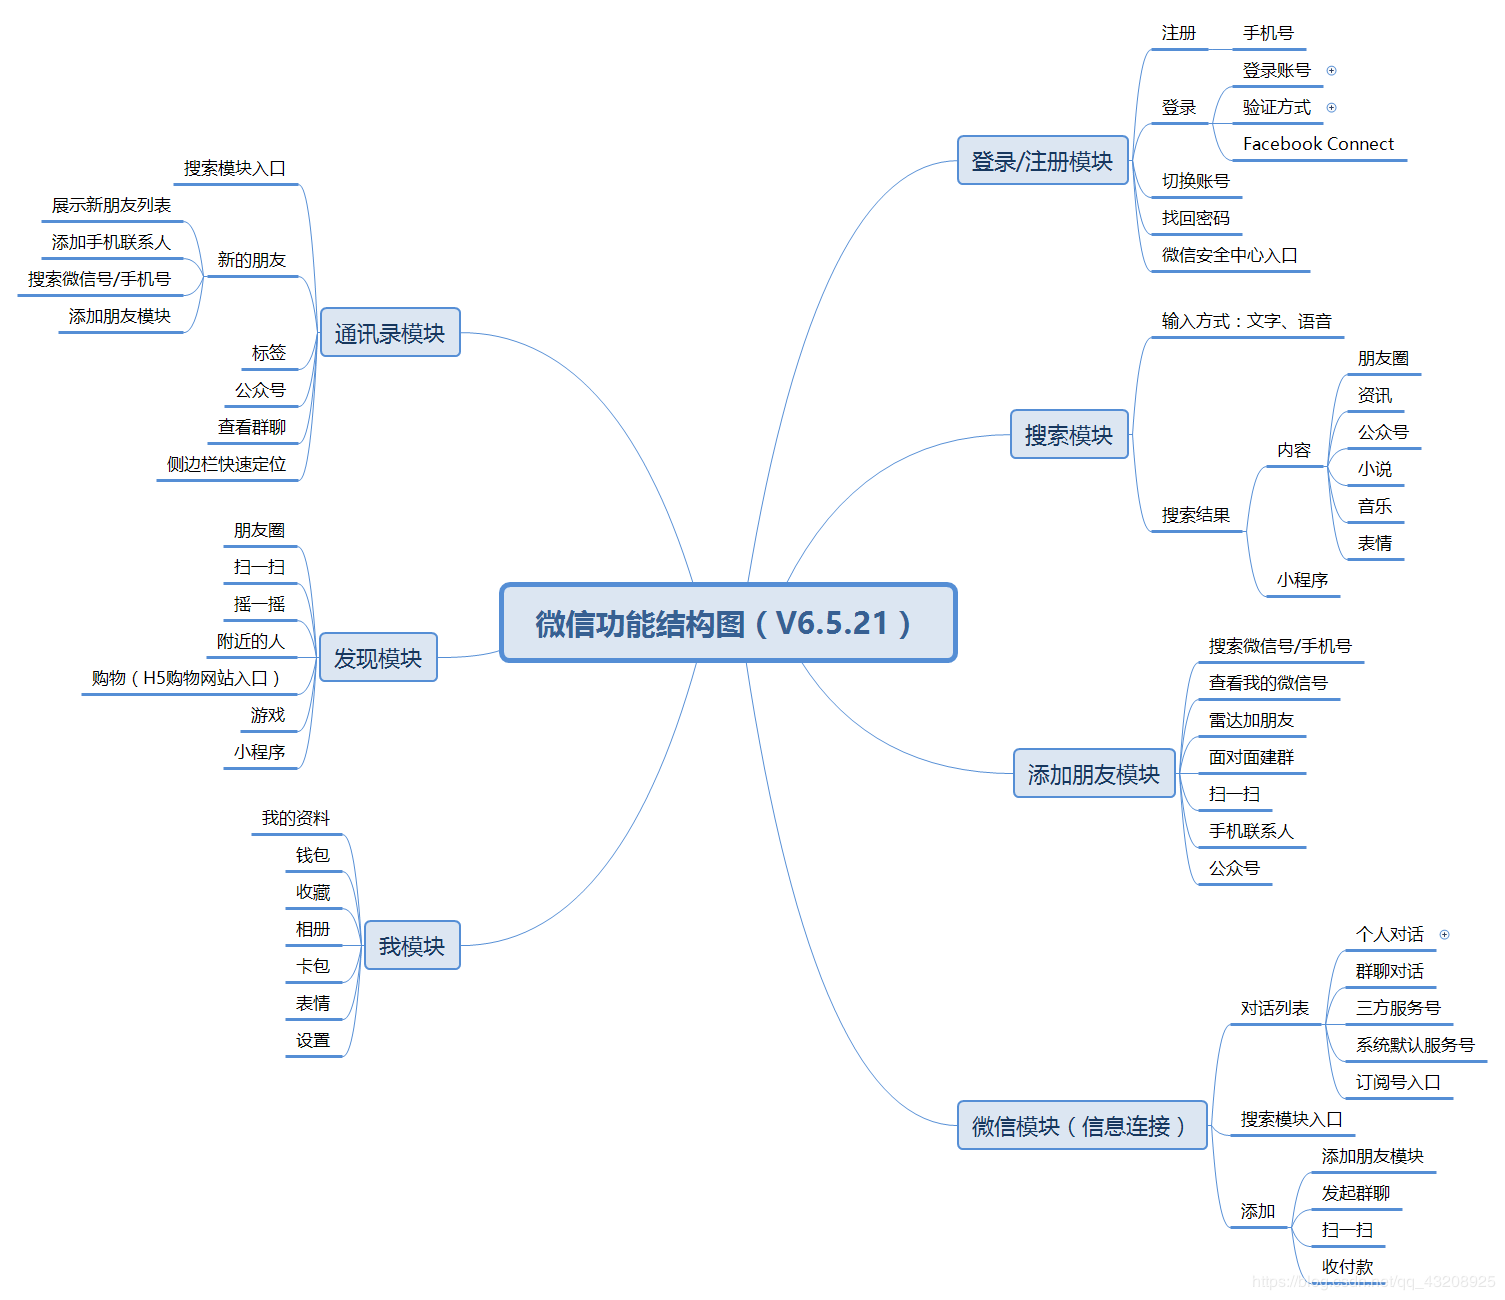 微信功能结构图（V6.5.21）
登录/注册模块
注册
手机号
登录
登录账号
验证方式
Facebook Connect
切换账号
找回密码
微信安全中心入口
搜索模块
输入方式：文字、语音
搜索结果
内容
朋友圈
资讯
公众号
小说
音乐
表情
小程序
添加朋友模块
搜索微信号/手机号
查看我的微信号
雷达加朋友
面对面建群
扫一扫
手机联系人
公众号
微信模块（信息连接）
对话列表
个人对话
群聊对话
三方服务号
系统默认服务号
订阅号入口
搜索模块入口
添加
添加朋友模块
发起群聊
扫一扫
收付款
通讯录模块
搜索模块入口
新的朋友
展示新朋友列表
添加手机联系人
搜索微信号/手机号
添加朋友模块
标签
公众号
查看群聊
侧边栏快速定位
发现模块
朋友圈
扫一扫
摇一摇
附近的人
购物（H5购物网站入口）
游戏
小程序
我模块
我的资料
钱包
收藏
相册
卡包
表情
设置
https://blog.csdn.net/qq_43208925